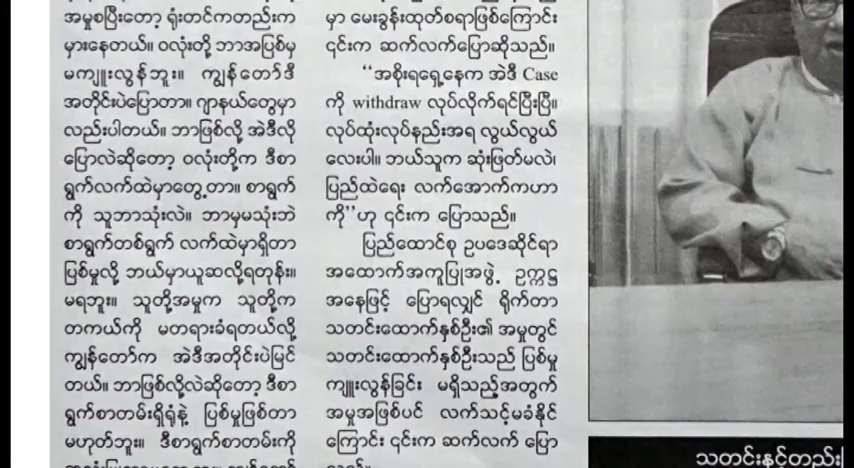 အမှုစပြီးတော့ ရုံးတင်ကတည်းက
မှားနေတယ်။ ဝလုံးတို့ ဘာအပြစ်မှ
မကျူးလွန်ဘူး။ ကျွန်တော်ဒီ
အတိုင်းပဲပြောတာ။ ဂျာနယ်တွေမှာ
လည်းပါတယ်။ ဘာဖြစ်လို့ အဲဒီလို
ပြောလဲဆိုတော့ ဝလုံးတို့က ဒီစာ
ရွက်လက်ထဲမှာတွေ့တာ။ စာရွက်
ကို သူဘာသုံးလဲ။ ဘာမှမသုံးဘဲ
စာရွက်တစ်ရွက် လက်ထဲမှာရှိတာ
ပြစ်မှုလို့ ဘယ်မှာယူဆလို့ရတုန်း။
မရဘူး။ သူတို့အမှုက သူတို့က
တကယ်ကို မတရားခံရတယ်လို့
ကျွန်တော်က အဲဒီအတိုင်းပဲမြင်
တယ်။ ဘာဖြစ်လို့လဲဆိုတော့ ဒီစာ
ရွက်စာတမ်းရှိရုံနဲ့ ပြစ်မှုဖြစ်တာ
မဟုတ်ဘူး။ ဒီစာရွက်စာတမ်းကို
မှာ မေးခွန်းထုတ်စရာဖြစ်ကြောင်း
၎င်းက ဆက်လက်ပြောဆိုသည်။
“အစိုးရရှေ့နေက အဲဒီ Case
ကို withdraw လုပ်လိုက်ရင်ပြီးပြီ။
လုပ်ထုံးလုပ်နည်းအရ လွယ်လွယ်
လေးပါ။ ဘယ်သူက ဆုံးဖြတ်မလဲ၊
ပြည်ထဲရေး လက်အောက်ကဟာ
ကို”ဟု ၎င်းက ပြောသည်။
ပြည်ထောင်စု ဥပဒေဆိုင်ရာ
အထောက်အကူပြုအဖွဲ့ ဥက္ကဋ္ဌ
အနေဖြင့် ပြောရလျှင် ရိုက်တာ
သတင်းထောက်နှစ်ဦး၏ အမှုတွင်
သတင်းထောက်နှစ်ဦးသည် ပြစ်မှု
ကျူးလွန်ခြင်း မရှိသည့်အတွက်
အမှုအဖြစ်ပင် လက်သင့်မခံနိုင်
ကြောင်း ၎င်းက ဆက်လက် ပြော
သတင်းနှင့်တည်း